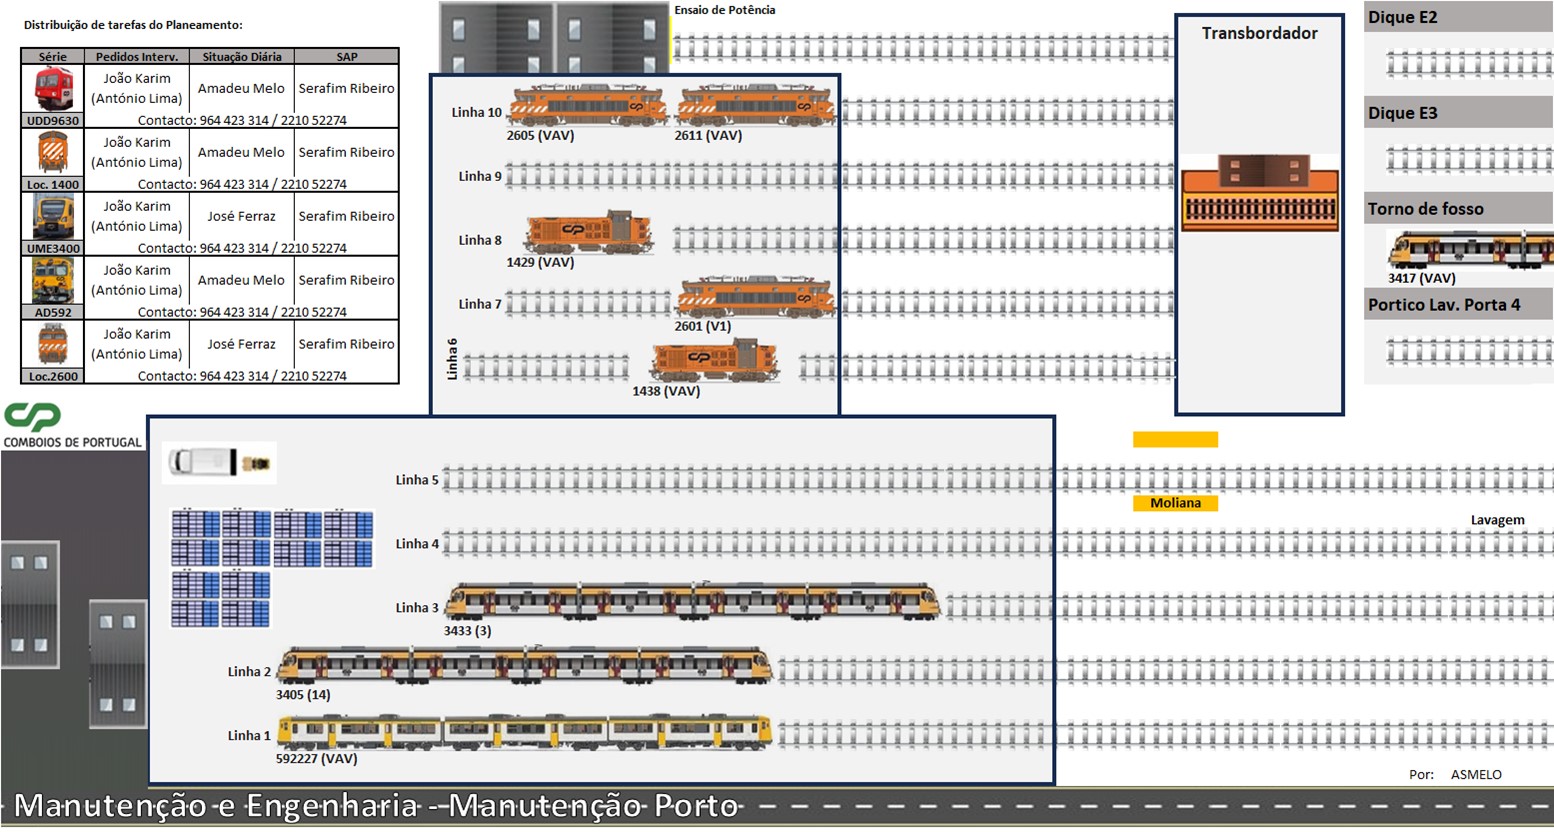 Distribuição de tarefas do Planeamento:
Série Pedidos Interv. Situação Diária SAP
João Karim
(António Lima) Amadeu Melo Serafim Ribeiro
UDD9630 Contacto: 964 423 314 / 2210 52274
João Karim
(António Lima) Amadeu Melo Serafim Ribeiro
Loc. 1400 Contacto: 964 423 314 / 2210 52274
João Karim
(António Lima) José Ferraz Serafim Ribeiro
UME3400 Contacto: 964 423 314 / 2210 52274
João Karim
(António Lima) Amadeu Melo Serafim Ribeiro
AD592 Contacto: 964 423 314 / 2210 52274
João Karim
(António Lima) José Ferraz Serafim Ribeiro
Loc.2600 Contacto: 964 423 314 / 2210 52274
CP
COMBOIOS DE PORTUGAL
Ensaio de Potência
Linha 10
2605 (VAV) 2611 (VAV)
Linha 9
Linha 8
1429 (VAV)
Linha 7
2601 (V1)
Linha 6
1438 (VAV)
Transbordador
Dique E2
Dique E3
Torno de fosso
3417 (VAV)
Portico Lav. Porta 4
Linha 5
Moliana
Lavagem
Linha 4
Linha 3
3433 (3)
Linha 2
3405 (14)
Linha 1
592227 (VAV)
Por: ASMELO
Manutenção e Engenharia - Manutenção Porto